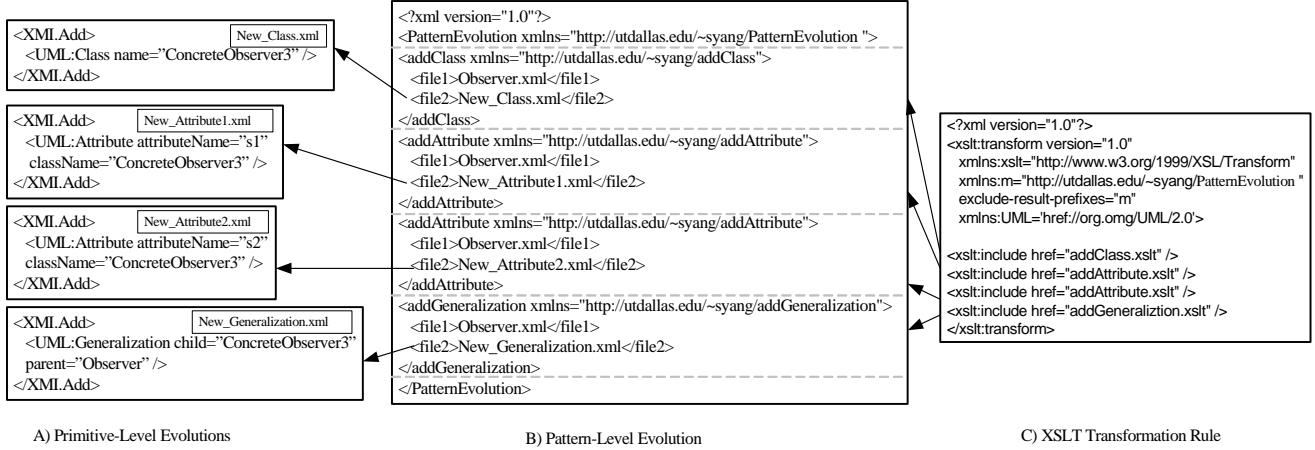 <XMI.Add>
New_Class.xml
<UML:Class name=”ConcreteObserver3” />
</XMI.Add>
<XMI.Add>
New_Attribute1.xml
<UML:Attribute attributeName=”s1”
className=”ConcreteObserver3” />
</XMI.Add>
<XMI.Add>
New_Attribute2.xml
<UML:Attribute attributeName=”s2”
className=”ConcreteObserver3” />
</XMI.Add>
<XMI.Add>
New_Generalization.xml
<UML:Generalization child=”ConcreteObserver3”
parent=”Observer” />
</XMI.Add>
A) Primitive-Level Evolutions
<?xml version="1.0"?>
<PatternEvolution xmlns="http://utdallas.edu/~syang/PatternEvolution ">
<addClass xmlns="http://utdallas.edu/~syang/addClass">
<file1>Observer.xml</file1>
<file2>New_Class.xml</file2>
</addClass>
<addAttribute xmlns="http://utdallas.edu/~syang/addAttribute">
<file1>Observer.xml</file1>
<file2>New_Attribute1.xml</file2>
</addAttribute>
<addAttribute xmlns="http://utdallas.edu/~syang/addAttribute">
<file1>Observer.xml</file1>
<file2>New_Attribute2.xml</file2>
</addAttribute>
<addGeneralization xmlns="http://utdallas.edu/~syang/addGeneralization">
<file1>Observer.xml</file1>
<file2>New_Generalization.xml</file2>
</addGeneralization>
</PatternEvolution>
B) Pattern-Level Evolution
<?xml version="1.0"?>
<xslt:transform version="1.0"
xmlns:xslt="http://www.w3.org/1999/XSL/Transform"
xmlns:m="http://utdallas.edu/~syang/PatternEvolution "
exclude-result-prefixes="m"
xmlns:UML='href://org.omg/UML/2.0'>
<xslt:include href="addClass.xslt" />
<xslt:include href="addAttribute.xslt" />
<xslt:include href="addAttribute.xslt" />
<xslt:include href="addGeneraliztion.xslt" />
</xslt:transform>
C) XSLT Transformation Rule